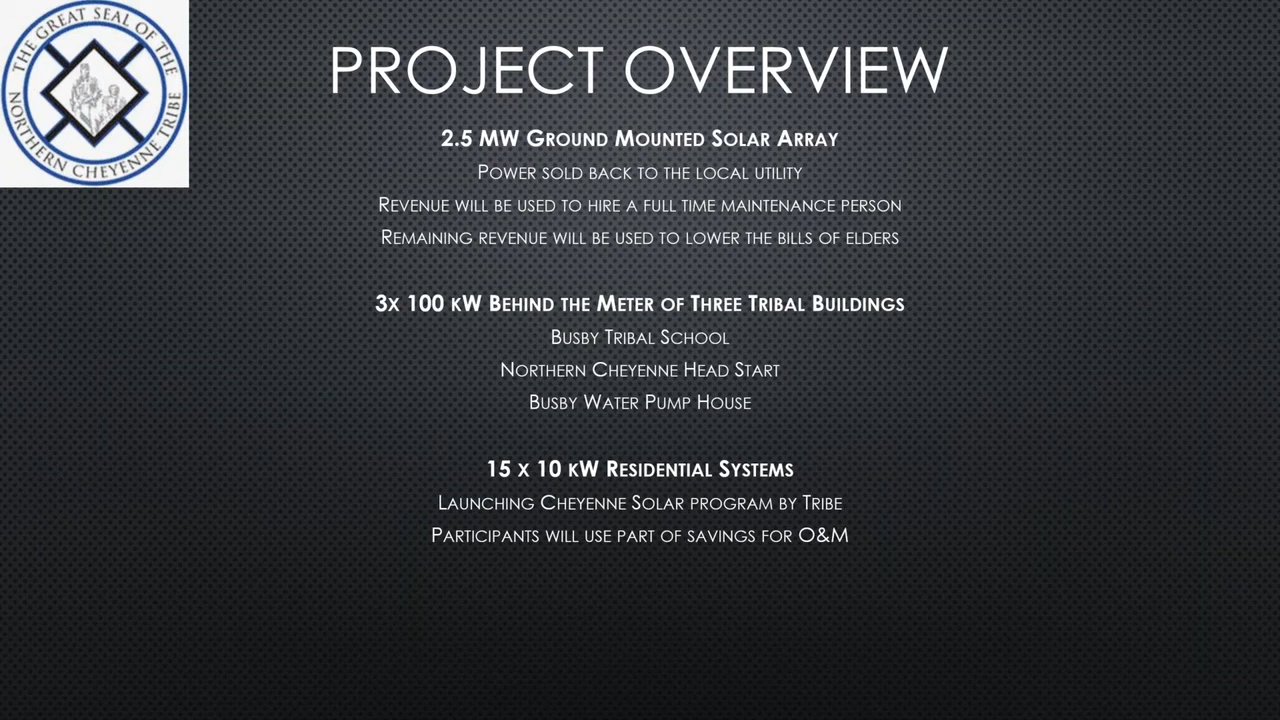 THE GREAT SEAL OF THE
NORTHERN CHEYENNE TRIBE
PROJECT OVERVIEW
2.5 MW GROUND MOUNTED SOLAR ARRAY
POWER SOLD BACK TO THE LOCAL UTILITY
REVENUE WILL BE USED TO HIRE A FULL TIME MAINTENANCE PERSON
REMAINING REVENUE WILL BE USED TO LOWER THE BILLS OF ELDERS
3X 100 KW BEHIND THE METER OF THREE TRIBAL BUILDINGS
BUSBY TRIBAL SCHOOL
NORTHERN CHEYENNE HEAD START
BUSBY WATER PUMP HOUSE
15 X 10 KW RESIDENTIAL SYSTEMS
LAUNCHING CHEYENNE SOLAR PROGRAM BY TRIBE
PARTICIPANTS WILL USE PART OF SAVINGS FOR O&M